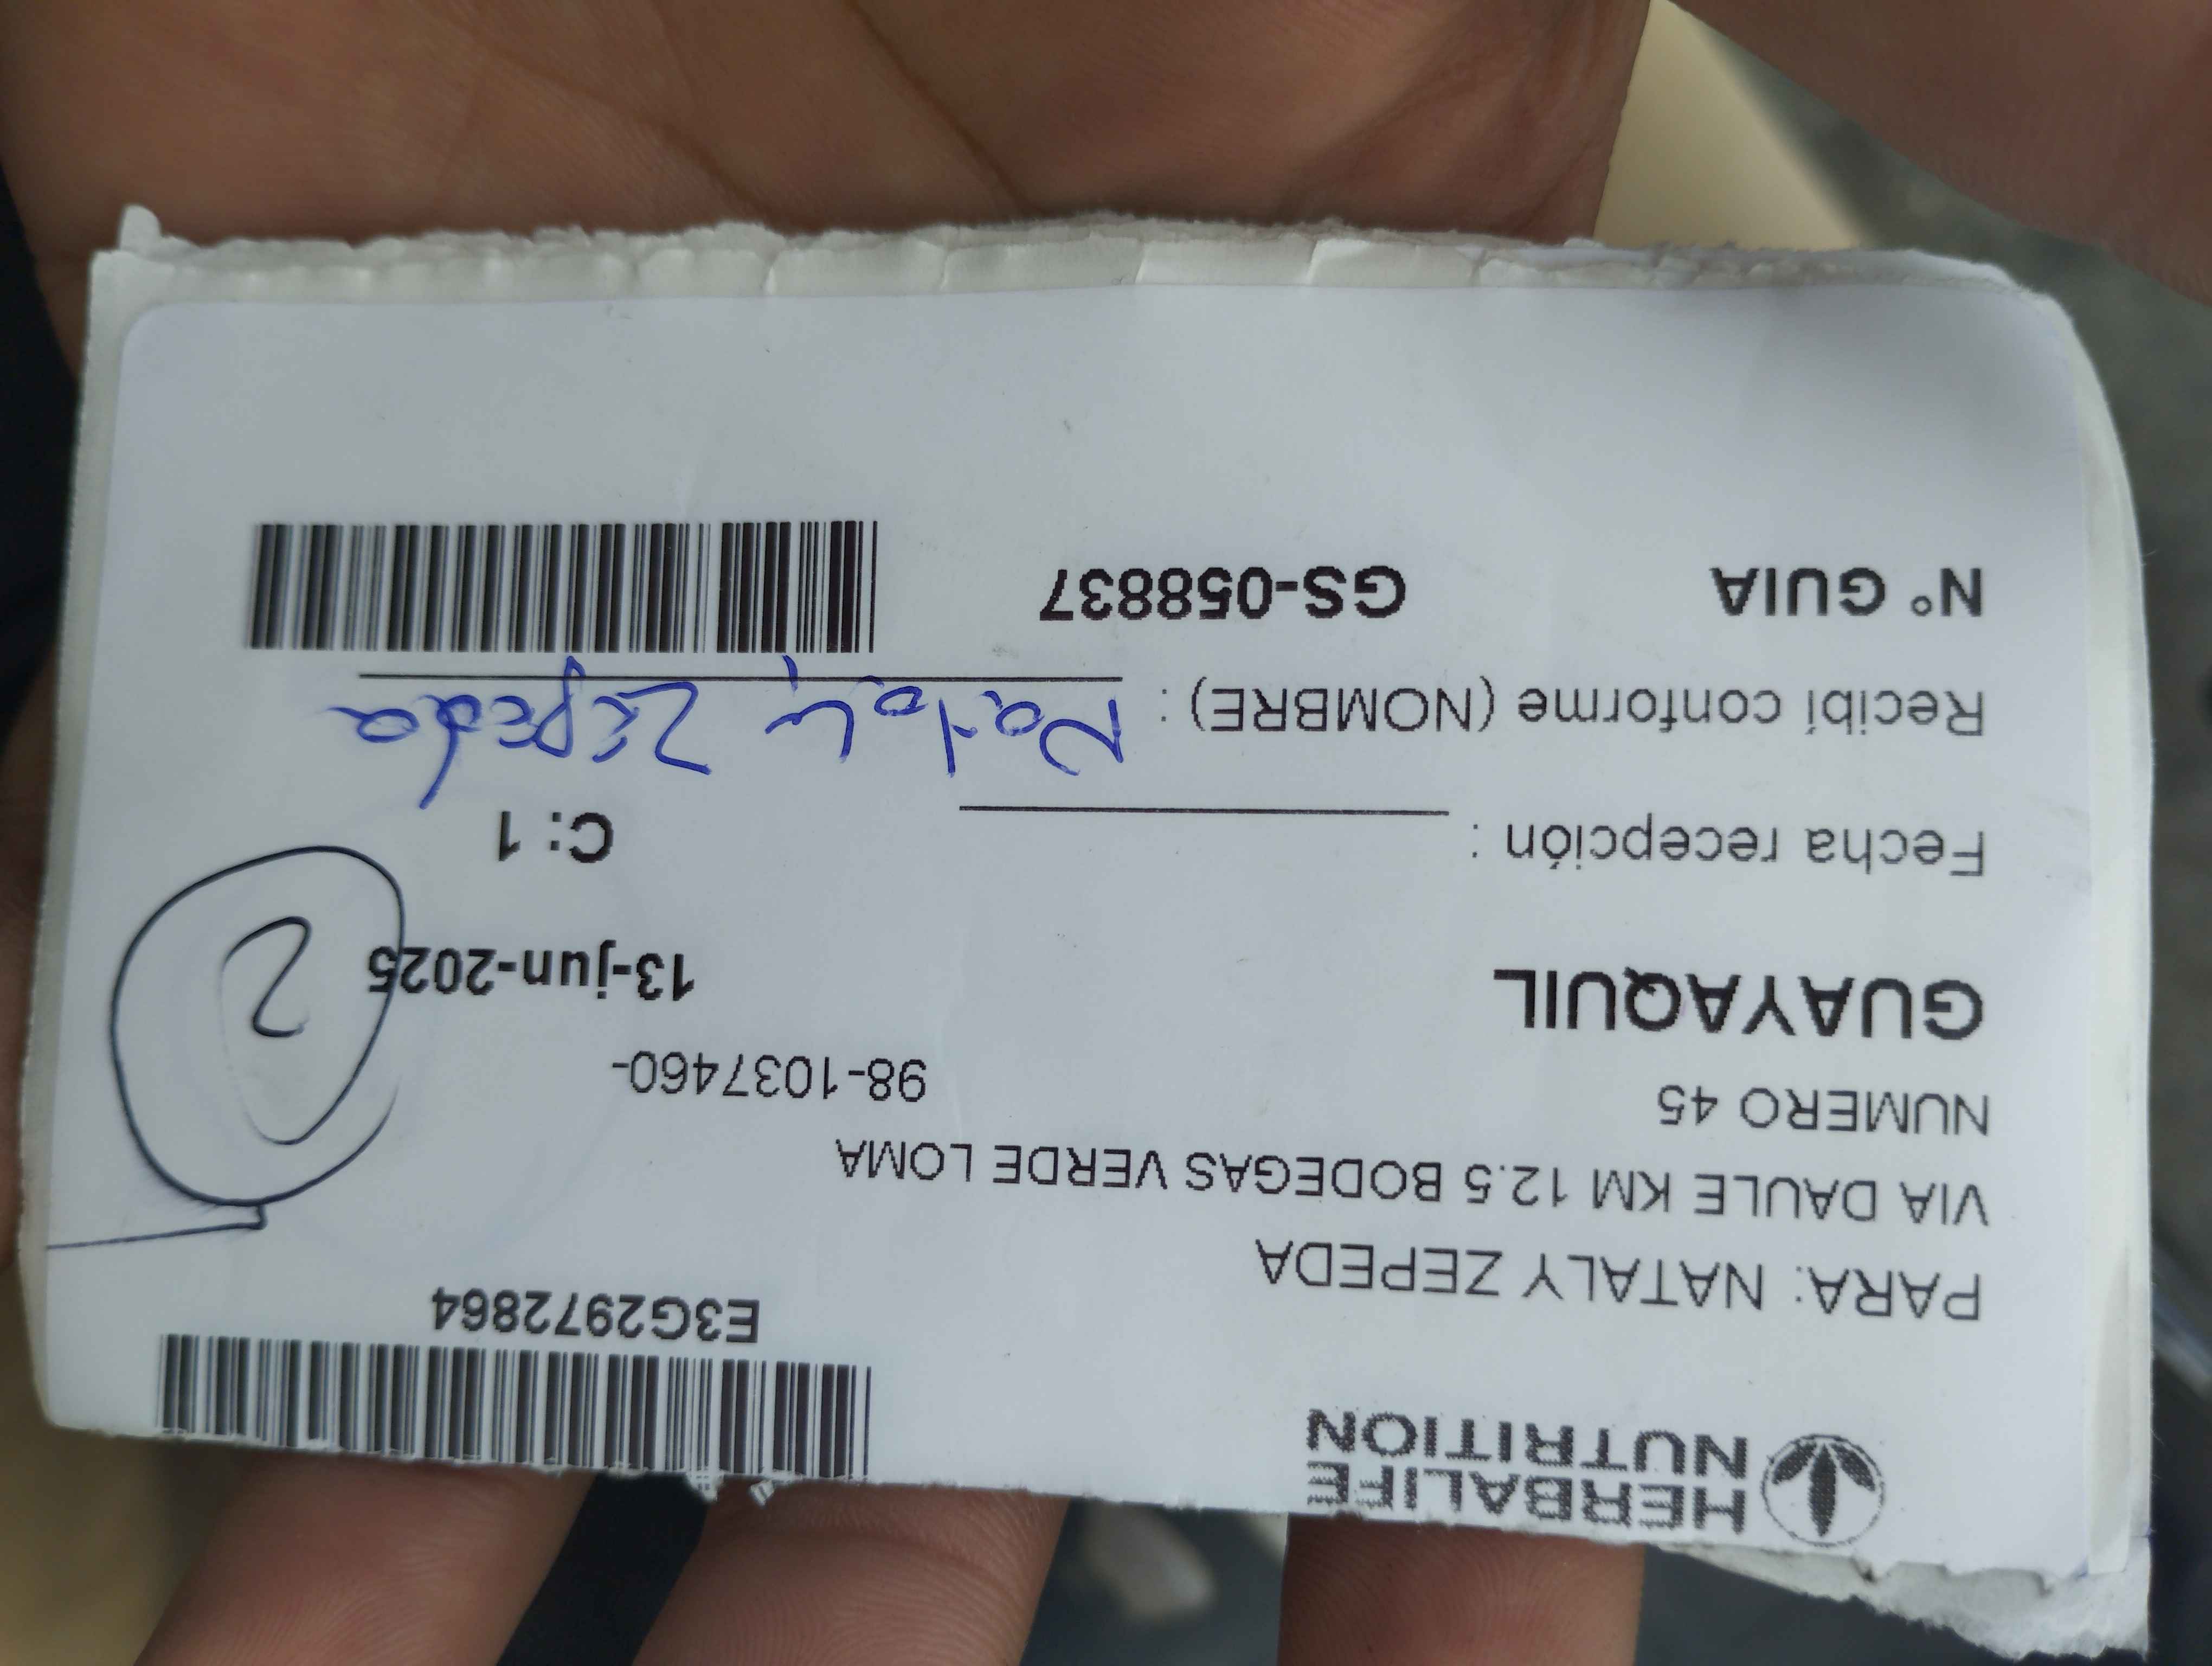 HERBALIFE
NUTRITION
E3G2972864
PARA: NATALY ZEPEDA
VIA DAULE KM 12.5 BODEGAS VERDE LOMA
NUMERO 45
98-1037460-
GUAYAQUIL
13-jun-2025
2
Fecha recepción :
C: 1
Recibí conforme (NOMBRE) : Nataly Zepeda
N° GUIA GS-058837